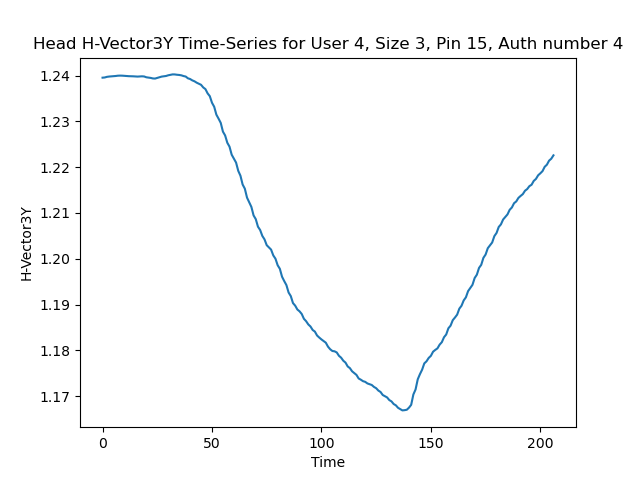 Head H-Vector3Y Time-Series for User 4, Size 3, Pin 15, Auth number 4
1.24
1.23
1.22
1.21
1.20
1.19
1.18
1.17
H-Vector3Y
0 50 100 150 200
Time